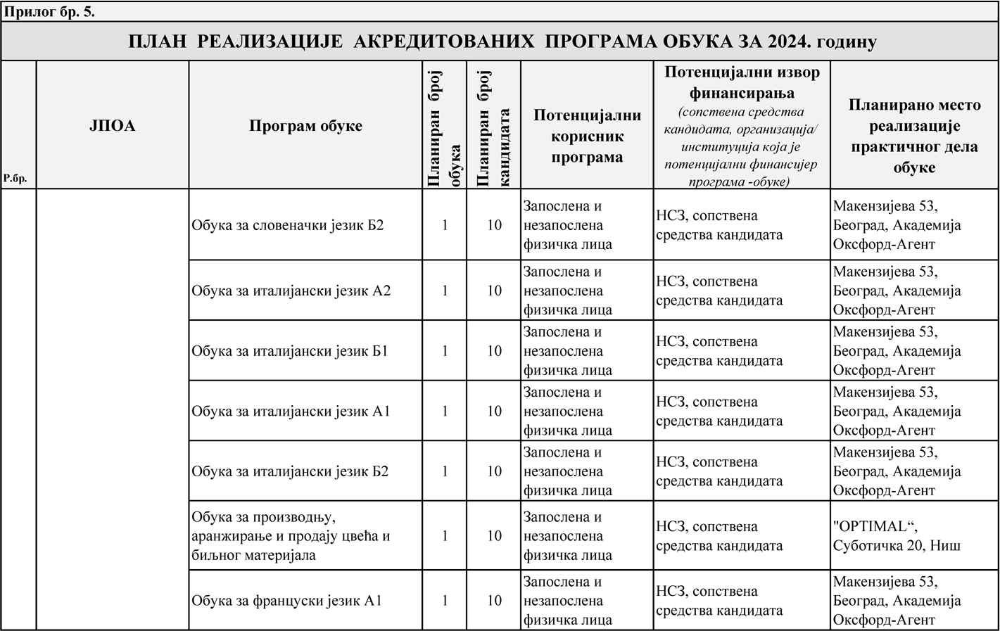 Прилог бр. 5.
ПЛАН РЕАЛИЗАЦИЈЕ АКРЕДИТОВАНИХ ПРОГРАМА ОБУКА ЗА 2024. годину
Р.бр.
ЈПОА
Програм обуке
Планиран број
обука
Планиран број
кандидата
Потенцијални
корисник
програма
Потенцијални извор
финансирања
(сопствена средства
кандидата, организација/
институција која је
потенцијални финансијер
програма -обуке)
Планирано место
реализације
практичног дела
обуке
Обука за словеначки језик Б2
1
10
Запослена и
незапослена
физичка лица
НСЗ, сопствена
средства кандидата
Макензијева 53,
Београд, Академија
Оксфорд-Агент
Обука за италијански језик А2
1
10
Запослена и
незапослена
физичка лица
НСЗ, сопствена
средства кандидата
Макензијева 53,
Београд, Академија
Оксфорд-Агент
Обука за италијански језик Б1
1
10
Запослена и
незапослена
физичка лица
НСЗ, сопствена
средства кандидата
Макензијева 53,
Београд, Академија
Оксфорд-Агент
Обука за италијански језик А1
1
10
Запослена и
незапослена
физичка лица
НСЗ, сопствена
средства кандидата
Макензијева 53,
Београд, Академија
Оксфорд-Агент
Обука за италијански језик Б2
1
10
Запослена и
незапослена
физичка лица
НСЗ, сопствена
средства кандидата
Макензијева 53,
Београд, Академија
Оксфорд-Агент
Обука за производњу,
аранжирање и продају цвећа и
биљног материјала
1
10
Запослена и
незапослена
физичка лица
НСЗ, сопствена
средства кандидата
"OPTIMAL“,
Суботичка 20, Ниш
Обука за француски језик А1
1
10
Запослена и
незапослена
физичка лица
НСЗ, сопствена
средства кандидата
Макензијева 53,
Београд, Академија
Оксфорд-Агент